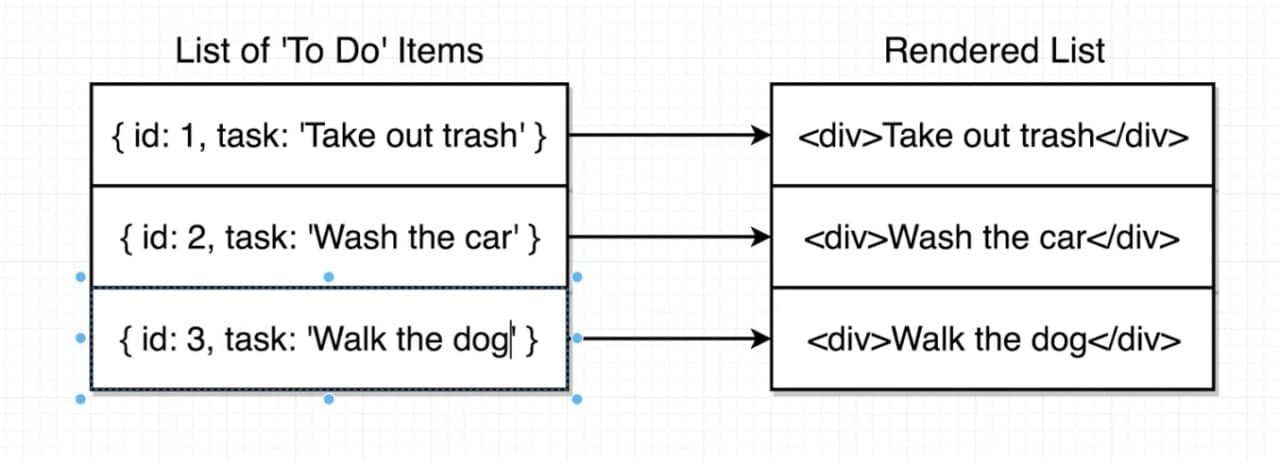 List of 'To Do' Items
Rendered List
{ id: 1, task: 'Take out trash' }
<div>Take out trash</div>
{ id: 2, task: 'Wash the car' }
<div>Wash the car</div>
{ id: 3, task: 'Walk the dog' }
<div>Walk the dog</div>